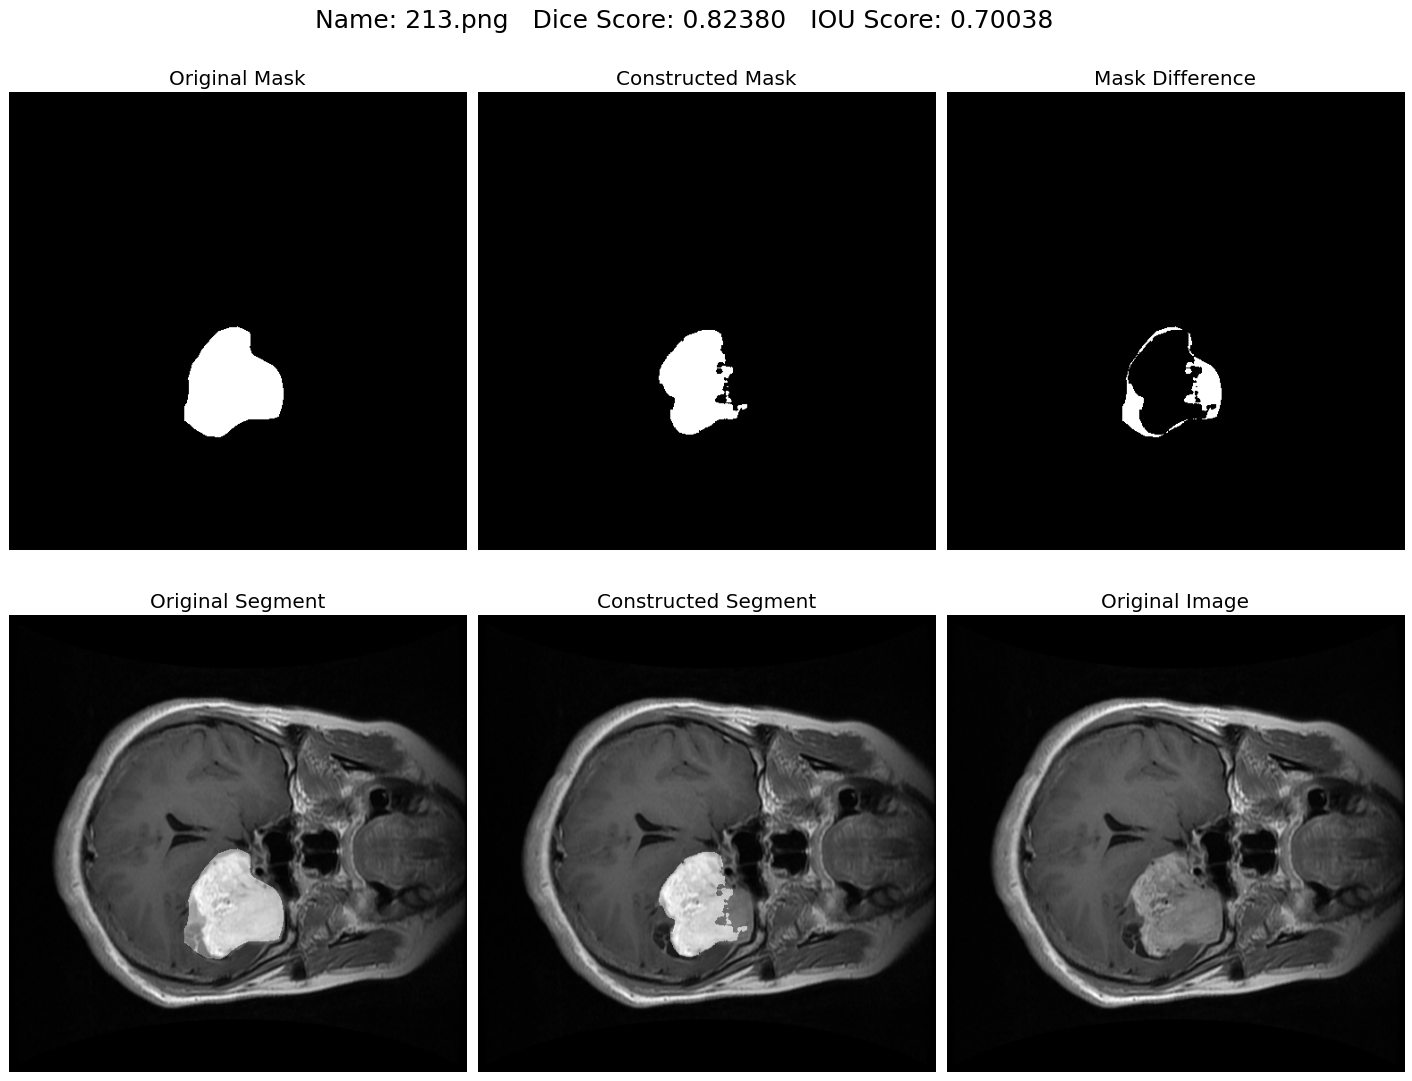 Name: 213.png   Dice Score: 0.82380   IOU Score: 0.70038
Original Mask
Constructed Mask
Mask Difference
Original Segment
Constructed Segment
Original Image